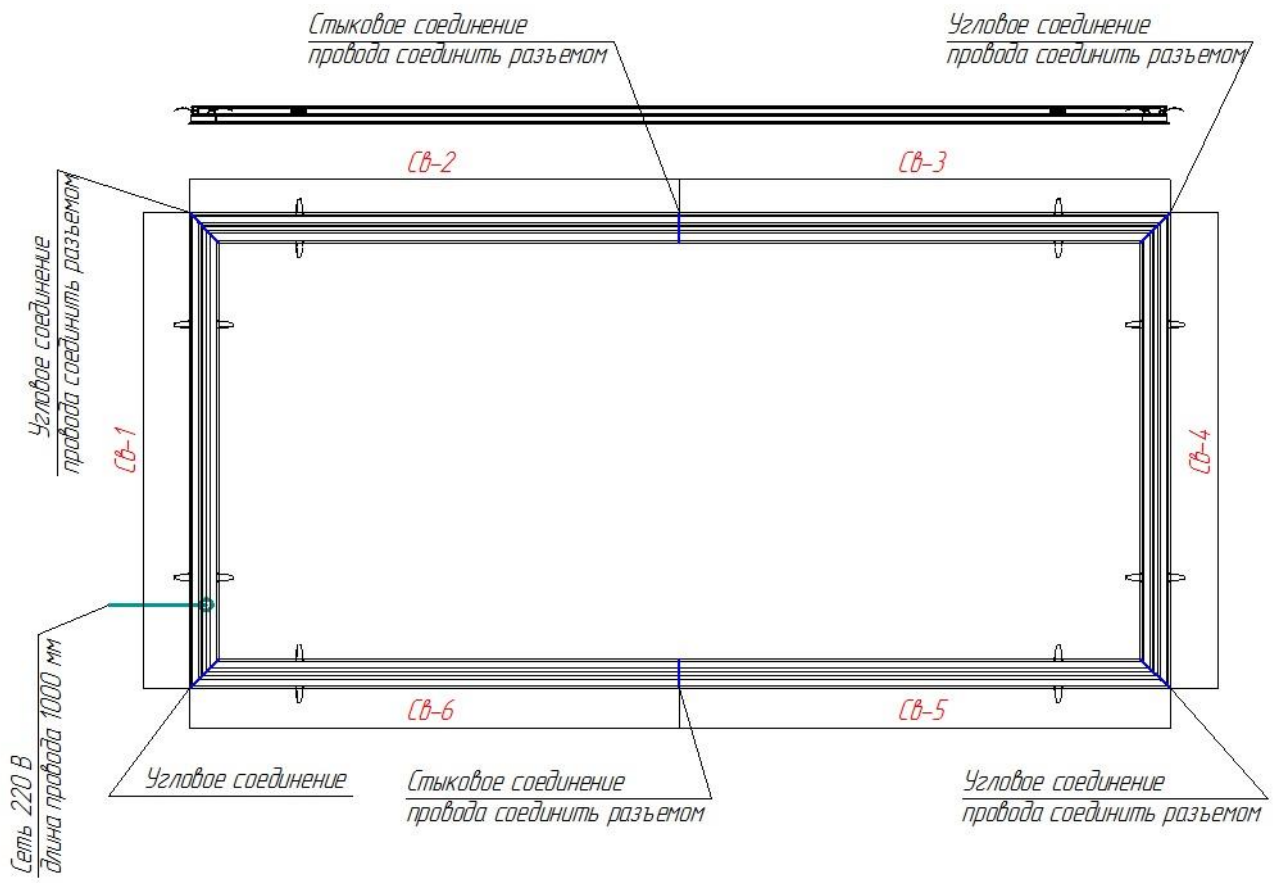 Стыковое соединение
провода соединить разъемом
Угловое соединение
провода соединить разъемом
Св-2
Св-3
Угловое соединение
провода соединить разъемом
Св-1
Св-4
Св-6
Св-5
Сеть 220 В
длина провода 1000 мм
Угловое соединение
Стыковое соединение
провода соединить разъемом
Угловое соединение
провода соединить разъемом